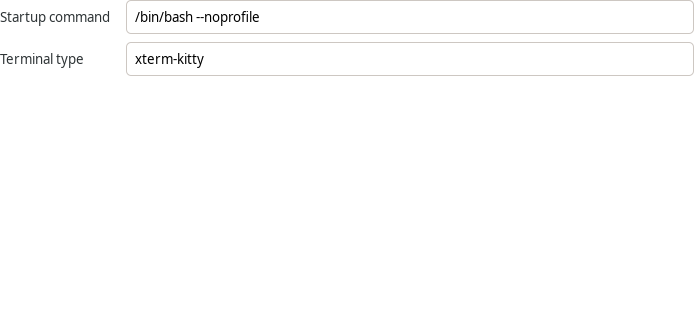 Startup command /bin/bash --noprofile
Terminal type xterm-kitty